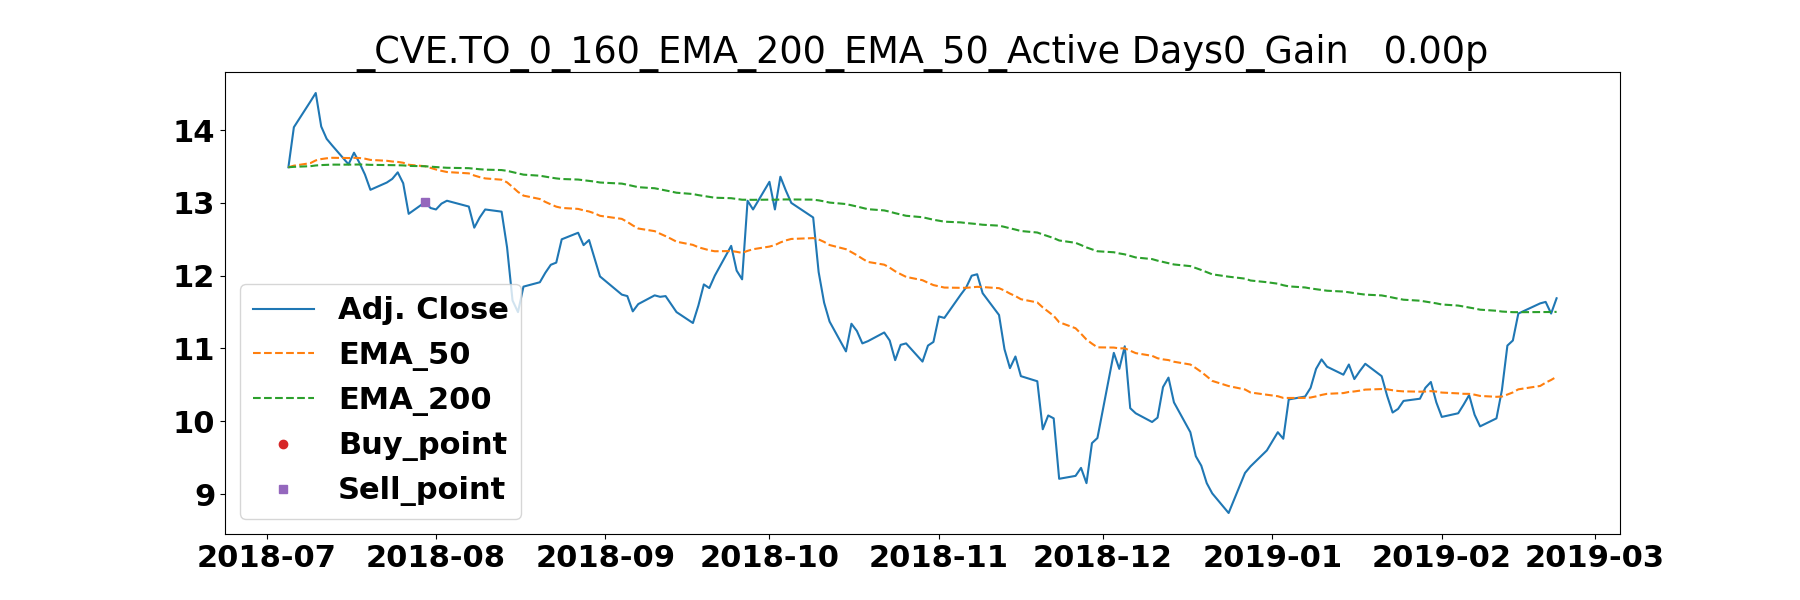 _CVE.TO_0_160_EMA_200_EMA_50_Active Days0_Gain   0.00p
14
13
12
11
10
9
Adj. Close
EMA_50
EMA_200
Buy_point
Sell_point
2018-07 2018-08 2018-09 2018-10 2018-11 2018-12 2019-01 2019-02 2019-03